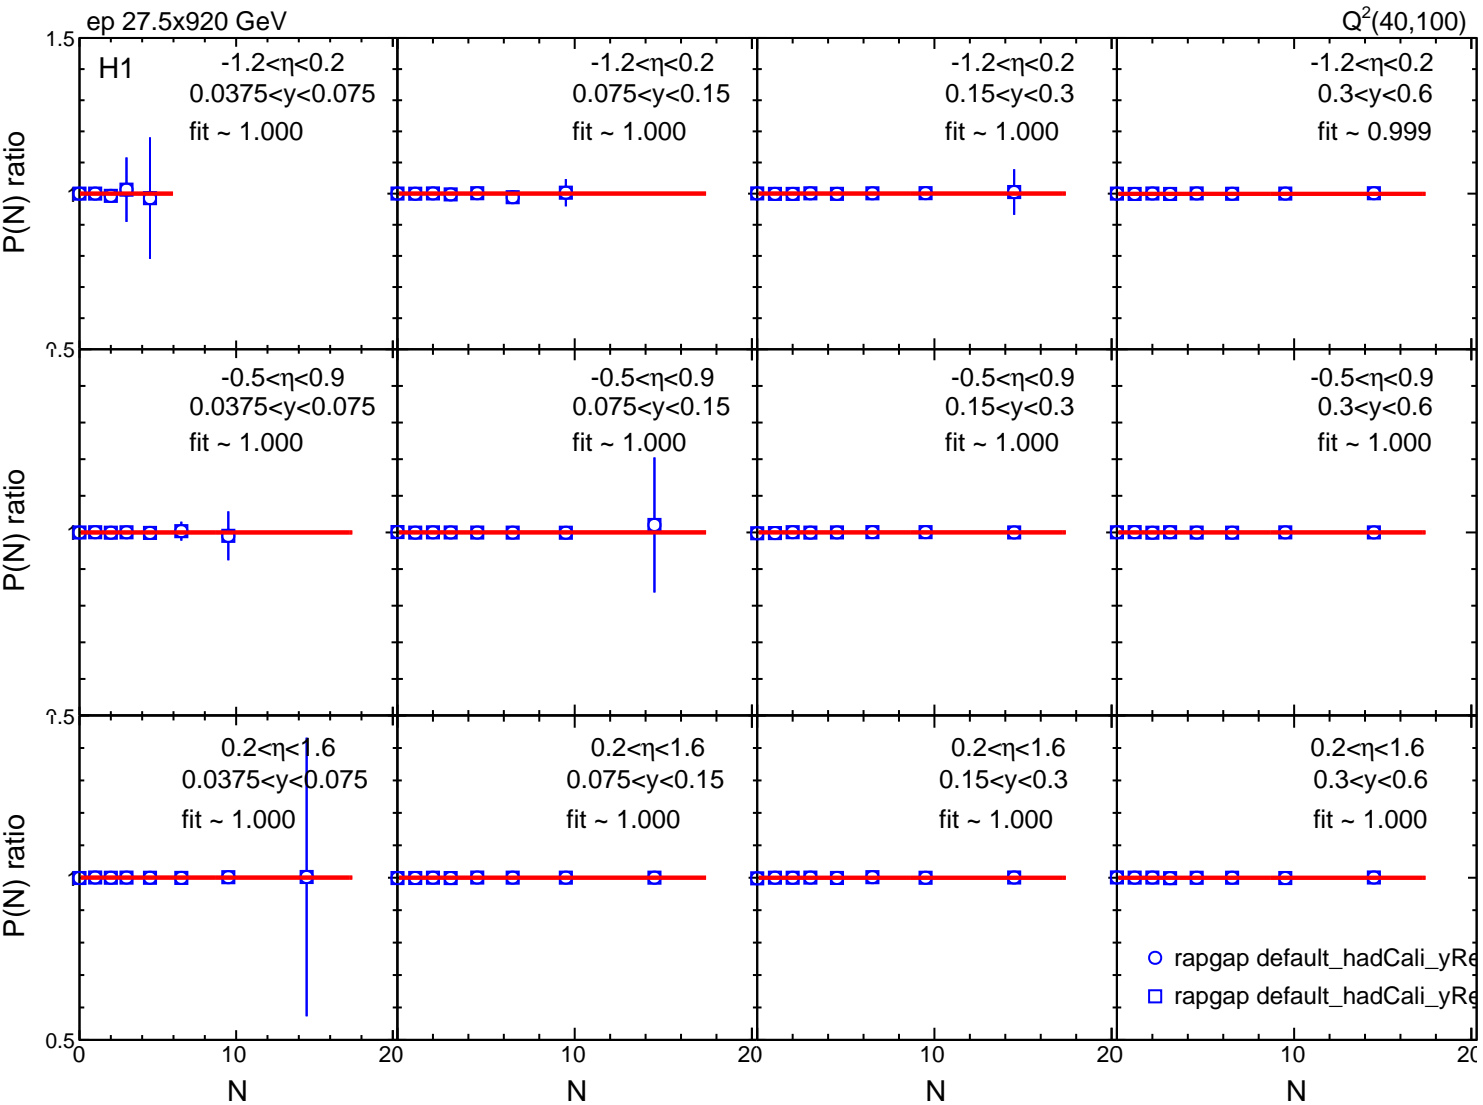 ep 27.5x920 GeV
Q²(40,100)
1.5
H1
-1.2<η<0.2
0.0375<y<0.075
fit ~ 1.000
-1.2<η<0.2
0.075<y<0.15
fit ~ 1.000
-1.2<η<0.2
0.15<y<0.3
fit ~ 1.000
-1.2<η<0.2
0.3<y<0.6
fit ~ 0.999
P(N) ratio
1
-0.5<η<0.9
0.0375<y<0.075
fit ~ 1.000
-0.5<η<0.9
0.075<y<0.15
fit ~ 1.000
-0.5<η<0.9
0.15<y<0.3
fit ~ 1.000
-0.5<η<0.9
0.3<y<0.6
fit ~ 1.000
P(N) ratio
1
0.2<η<1.6
0.0375<y<0.075
fit ~ 1.000
0.2<η<1.6
0.075<y<0.15
fit ~ 1.000
0.2<η<1.6
0.15<y<0.3
fit ~ 1.000
0.2<η<1.6
0.3<y<0.6
fit ~ 1.000
P(N) ratio
1
rapgap default_hadCali_yRe
rapgap default_hadCali_yRe
0.5
0 10 20 10 20 10 20 10 20
N N N N